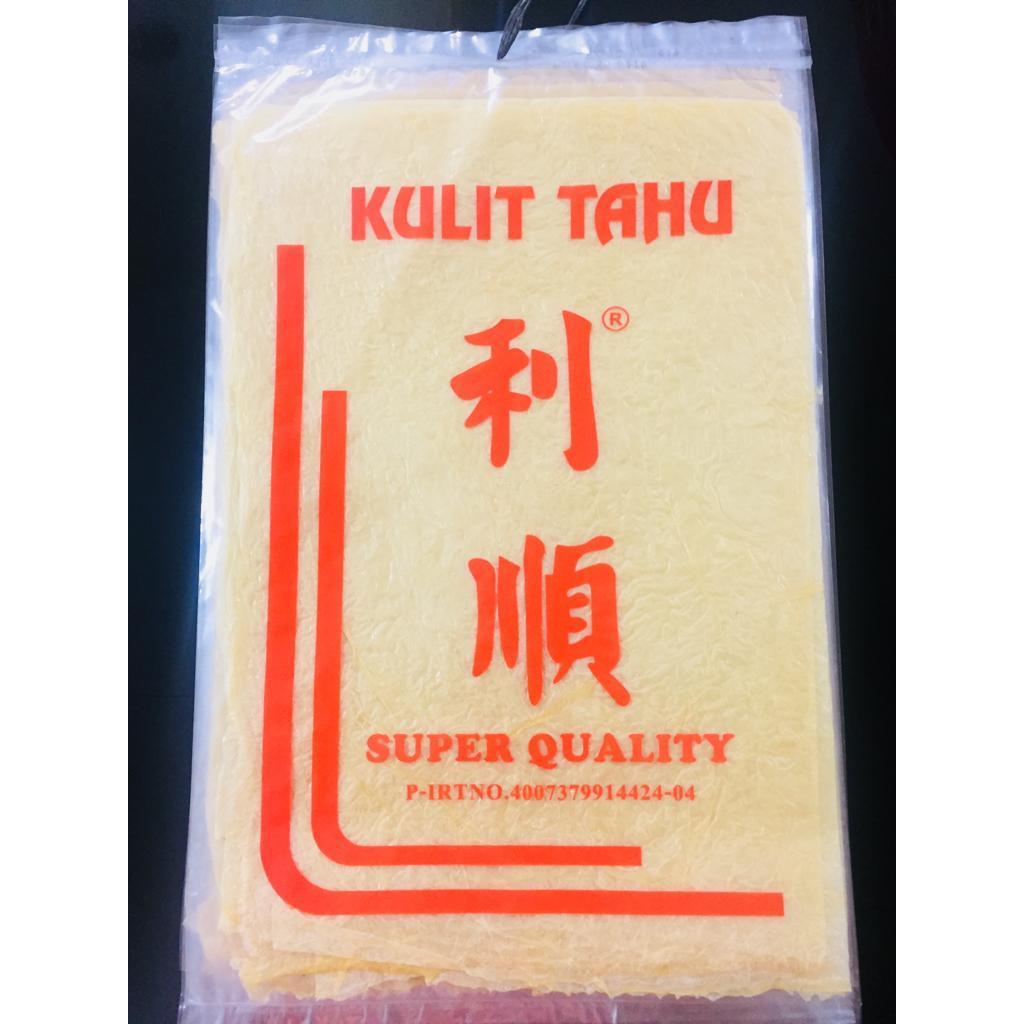 KULIT TAHU
利®
順
SUPER QUALITY
P-IRTNO.4007379914424-04